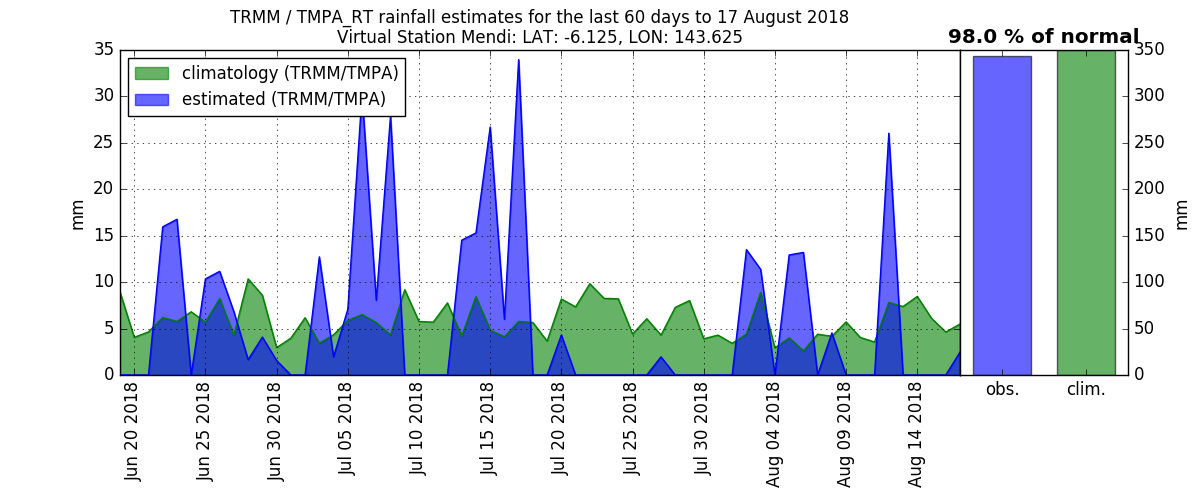 TRMM / TMPA_RT rainfall estimates for the last 60 days to 17 August 2018
Virtual Station Mendi: LAT: -6.125, LON: 143.625
98.0 % of normal
climatology (TRMM/TMPA)
estimated (TRMM/TMPA)
35
30
25
20
15
10
5
0
mm
Jun 20 2018
Jun 25 2018
Jun 30 2018
Jul 05 2018
Jul 10 2018
Jul 15 2018
Jul 20 2018
Jul 25 2018
Jul 30 2018
Aug 04 2018
Aug 09 2018
Aug 14 2018
obs.
clim.
350
300
250
200
150
100
50
0
mm